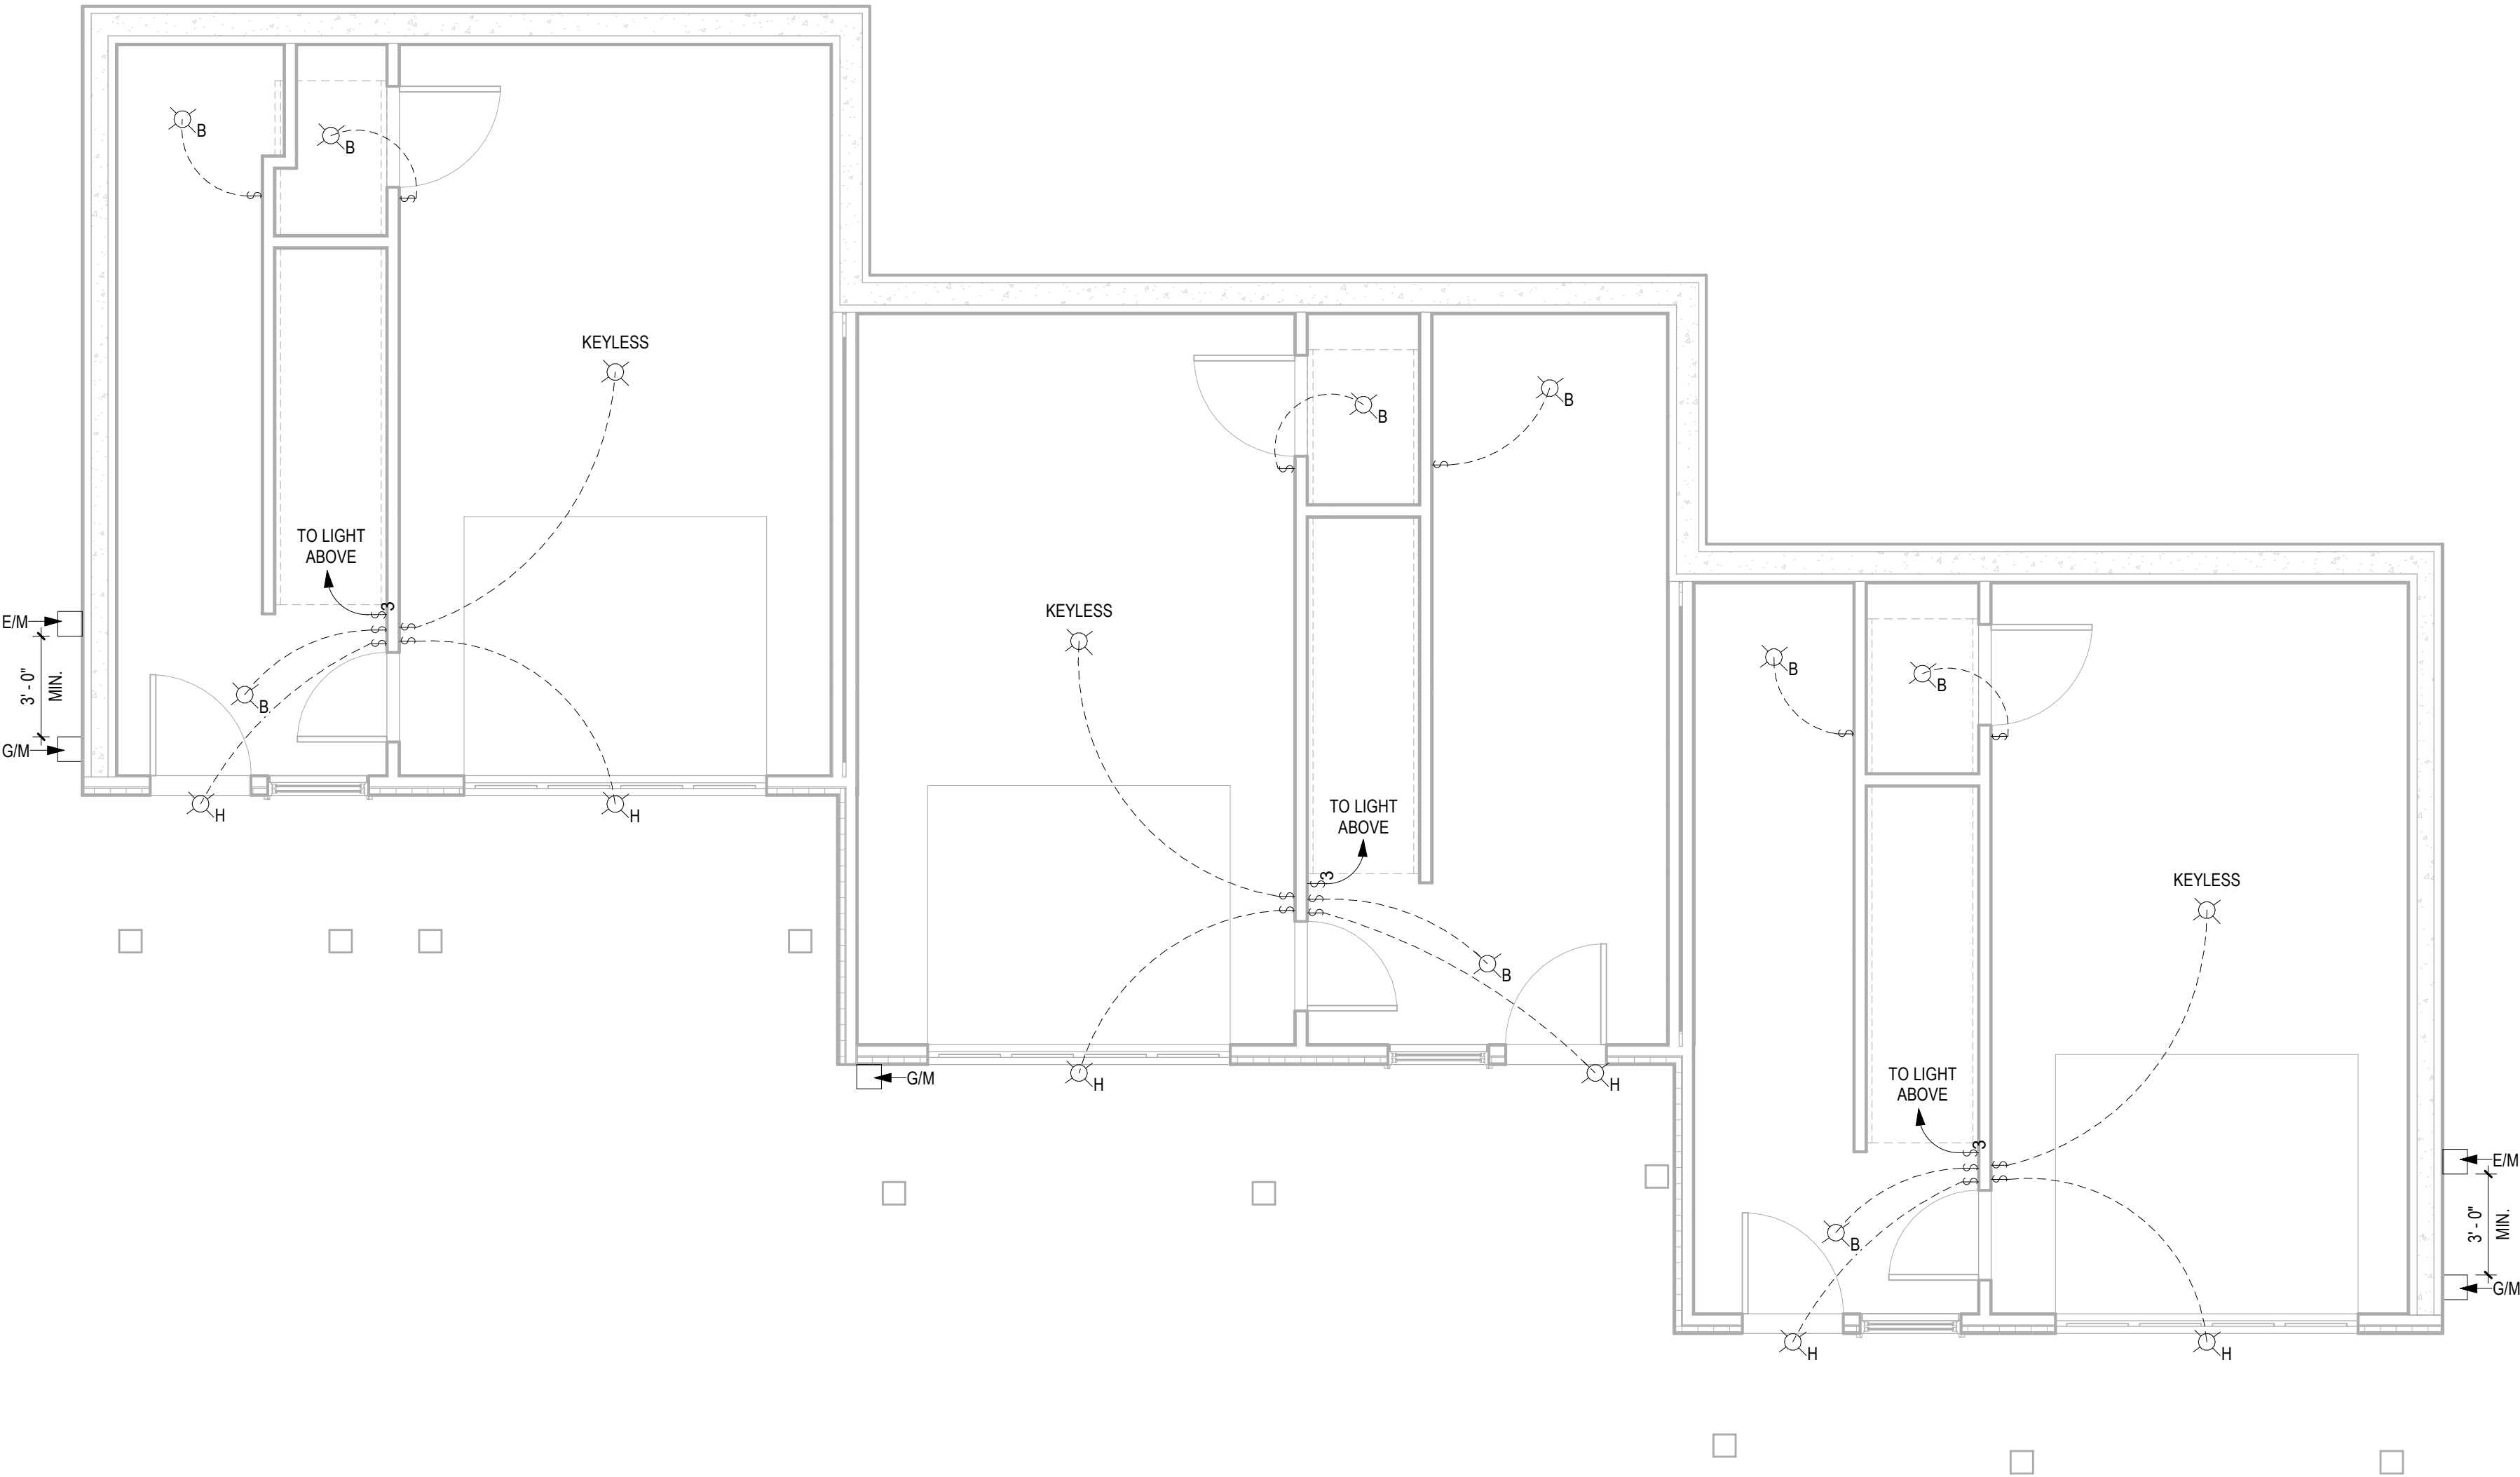 B
B
KEYLESS
TO LIGHT
ABOVE
$3
$
$
$
$
$
$
E/M
3' - 0"
MIN.
G/M
B
H
H
B
B
$
$
KEYLESS
TO LIGHT
ABOVE
$3
$
$
$
$
B
G/M
H
H
B
B
$
$
KEYLESS
TO LIGHT
ABOVE
$3
$
$
$
$
B
E/M
3' - 0"
MIN.
G/M
H
H